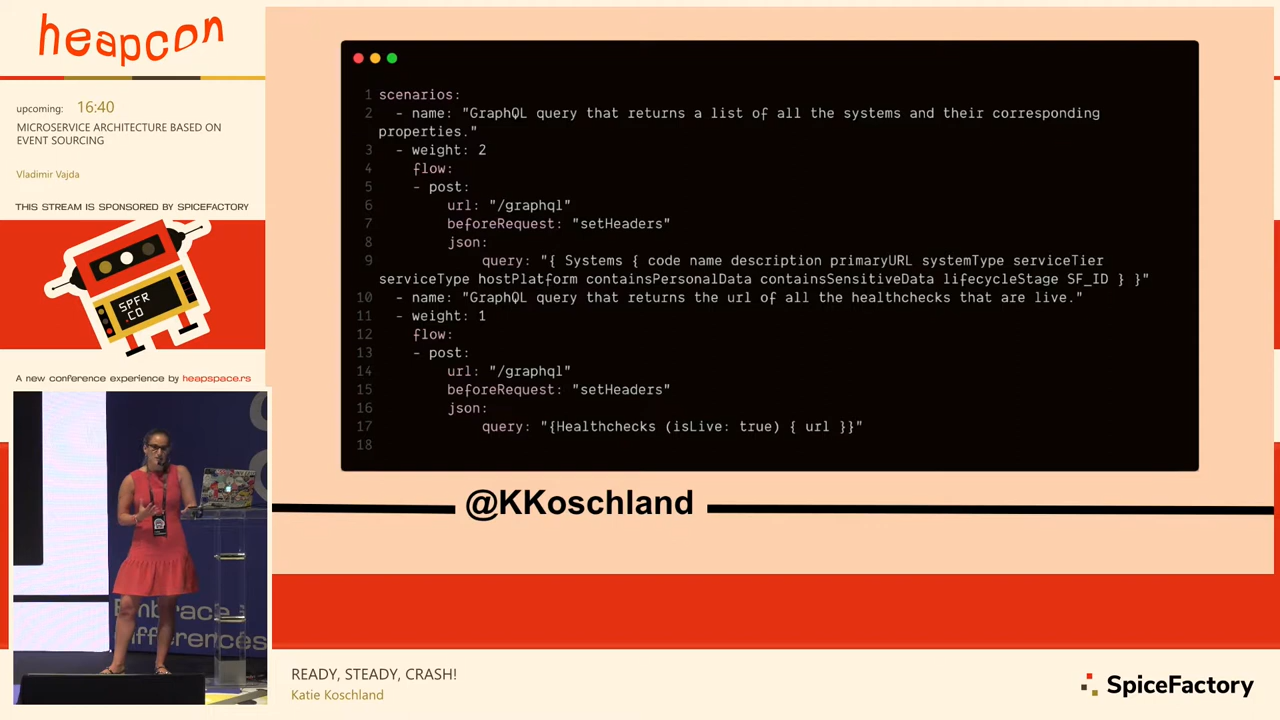 heapcon
upcoming: 16:40
MICROSERVICE ARCHITECTURE BASED ON
EVENT SOURCING
Vladimir Vajda
THIS STREAM IS SPONSORED BY SPICEFACTORY
SPFR
.CO
A new conference experience by heapspace.rs
1 scenarios:
2 - name: "GraphQL query that returns a list of all the systems and their corresponding
properties."
3 - weight: 2
4 flow:
5 - post:
6 url: "/graphql"
7 beforeRequest: "setHeaders"
8 json:
9 query: "{ Systems { code name description primaryURL systemType serviceTier
serviceType hostPlatform containsPersonalData containsSensitiveData lifecycleStage SF_ID } }"
10 - name: "GraphQL query that returns the url of all the healthchecks that are live."
11 - weight: 1
12 flow:
13 - post:
14 url: "/graphql"
15 beforeRequest: "setHeaders"
16 json:
17 query: "{Healthchecks (isLive: true) { url }}"
18
@KKoschland
Embrace
differences
READY, STEADY, CRASH!
Katie Koschland
SpiceFactory